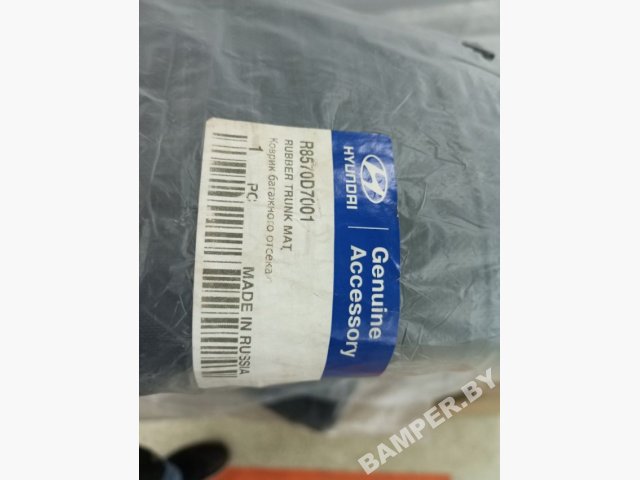 HYUNDAI
Genuine
Accessory
R8570D7001
RUBBER TRUNK MAT
Коврик багажного отсека
1 PC
MADE IN RUSSIA
BAMPER.BY